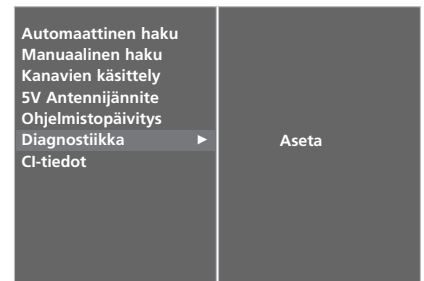 Automaattinen haku
Manuaalinen haku
Kanavien käsittely
5V Antennijännite
Ohjelmistopäivitys
Diagnostiikka ►
Aseta
CI-tiedot